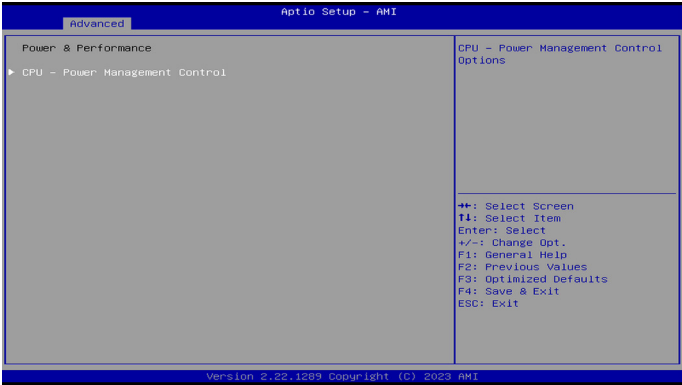 Aptio Setup – AMI
Advanced
Power & Performance
▶ CPU – Power Management Control
CPU – Power Management Control
Options
→←: Select Screen
↑↓: Select Item
Enter: Select
+/-: Change Opt.
F1: General Help
F2: Previous Values
F3: Optimized Defaults
F4: Save & Exit
ESC: Exit
Version 2.22.1289 Copyright (C) 2023 AMI